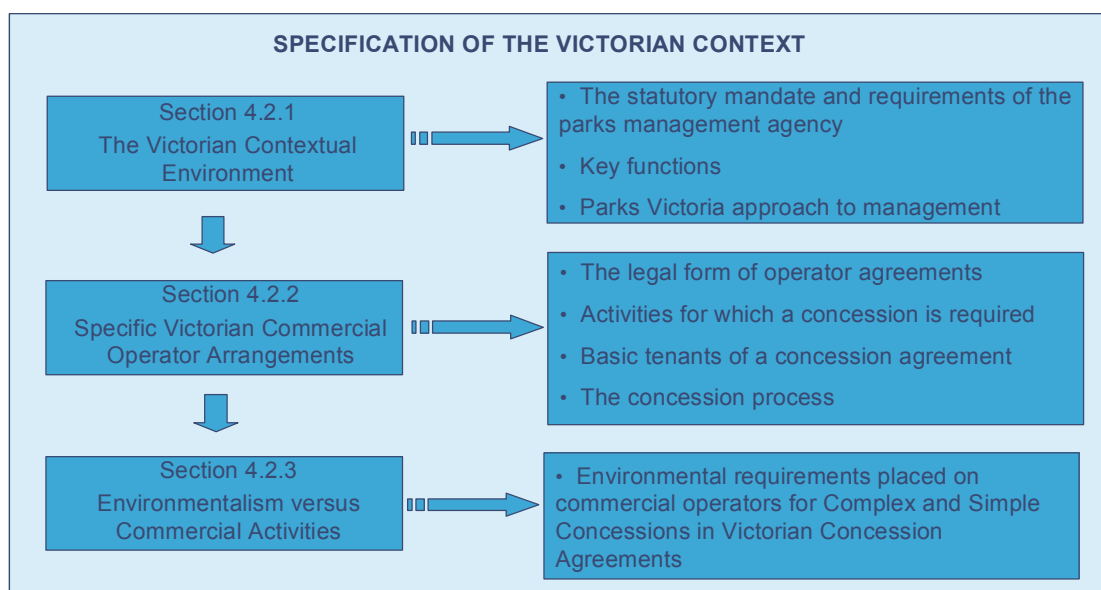 SPECIFICATION OF THE VICTORIAN CONTEXT
Section 4.2.1
The Victorian Contextual
Environment
• The statutory mandate and requirements of the
parks management agency
• Key functions
• Parks Victoria approach to management
Section 4.2.2
Specific Victorian Commercial
Operator Arrangements
• The legal form of operator agreements
• Activities for which a concession is required
• Basic tenants of a concession agreement
• The concession process
Section 4.2.3
Environmentalism versus
Commercial Activities
• Environmental requirements placed on
commercial operators for Complex and Simple
Concessions in Victorian Concession
Agreements